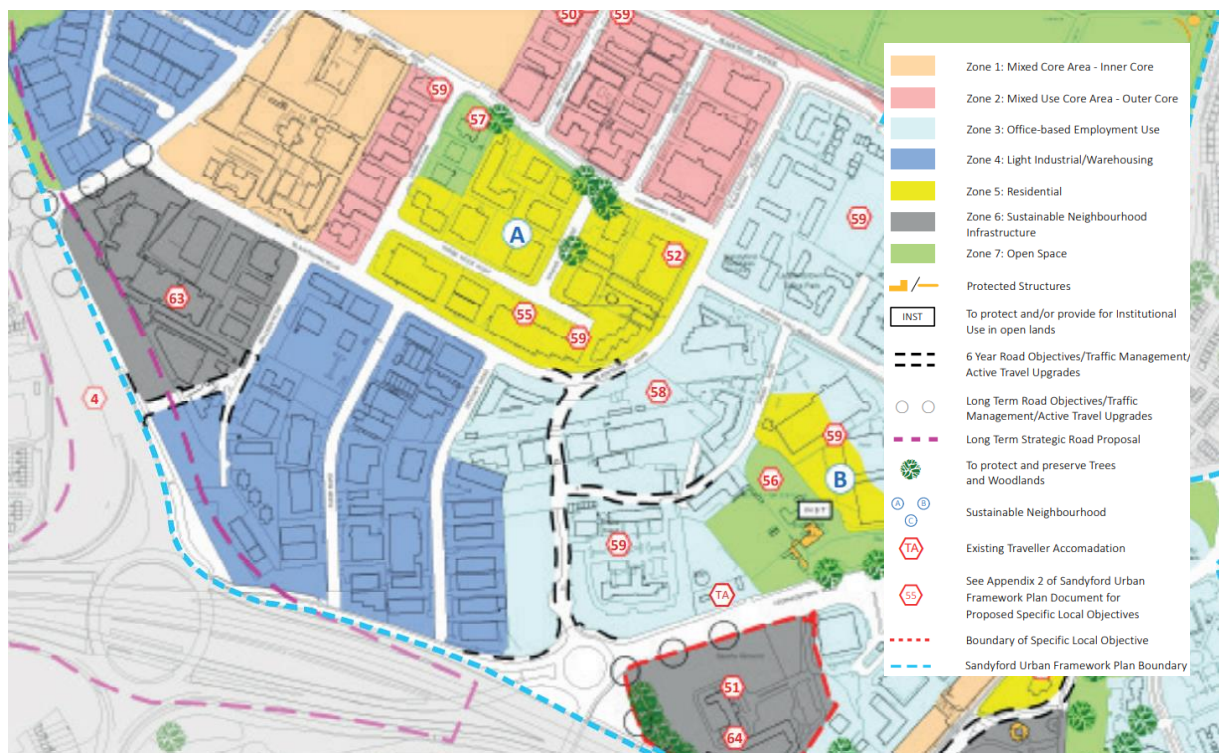 50
59
59
57
A
52
59
63
55
59
4
58
59
B
56
INST
59
TA
51
64
Zone 1: Mixed Core Area - Inner Core
Zone 2: Mixed Use Core Area - Outer Core
Zone 3: Office-based Employment Use
Zone 4: Light Industrial/Warehousing
Zone 5: Residential
Zone 6: Sustainable Neighbourhood
Infrastructure
Zone 7: Open Space
Protected Structures
INST
To protect and/or provide for Institutional
Use in open lands
6 Year Road Objectives/Traffic Management/
Active Travel Upgrades
Long Term Road Objectives/Traffic
Management/Active Travel Upgrades
Long Term Strategic Road Proposal
To protect and preserve Trees
and Woodlands
A B
C
Sustainable Neighbourhood
TA
Existing Traveller Accomadation
55
See Appendix 2 of Sandyford Urban
Framework Plan Document for
Proposed Specific Local Objectives
Boundary of Specific Local Objective
Sandyford Urban Framework Plan Boundary